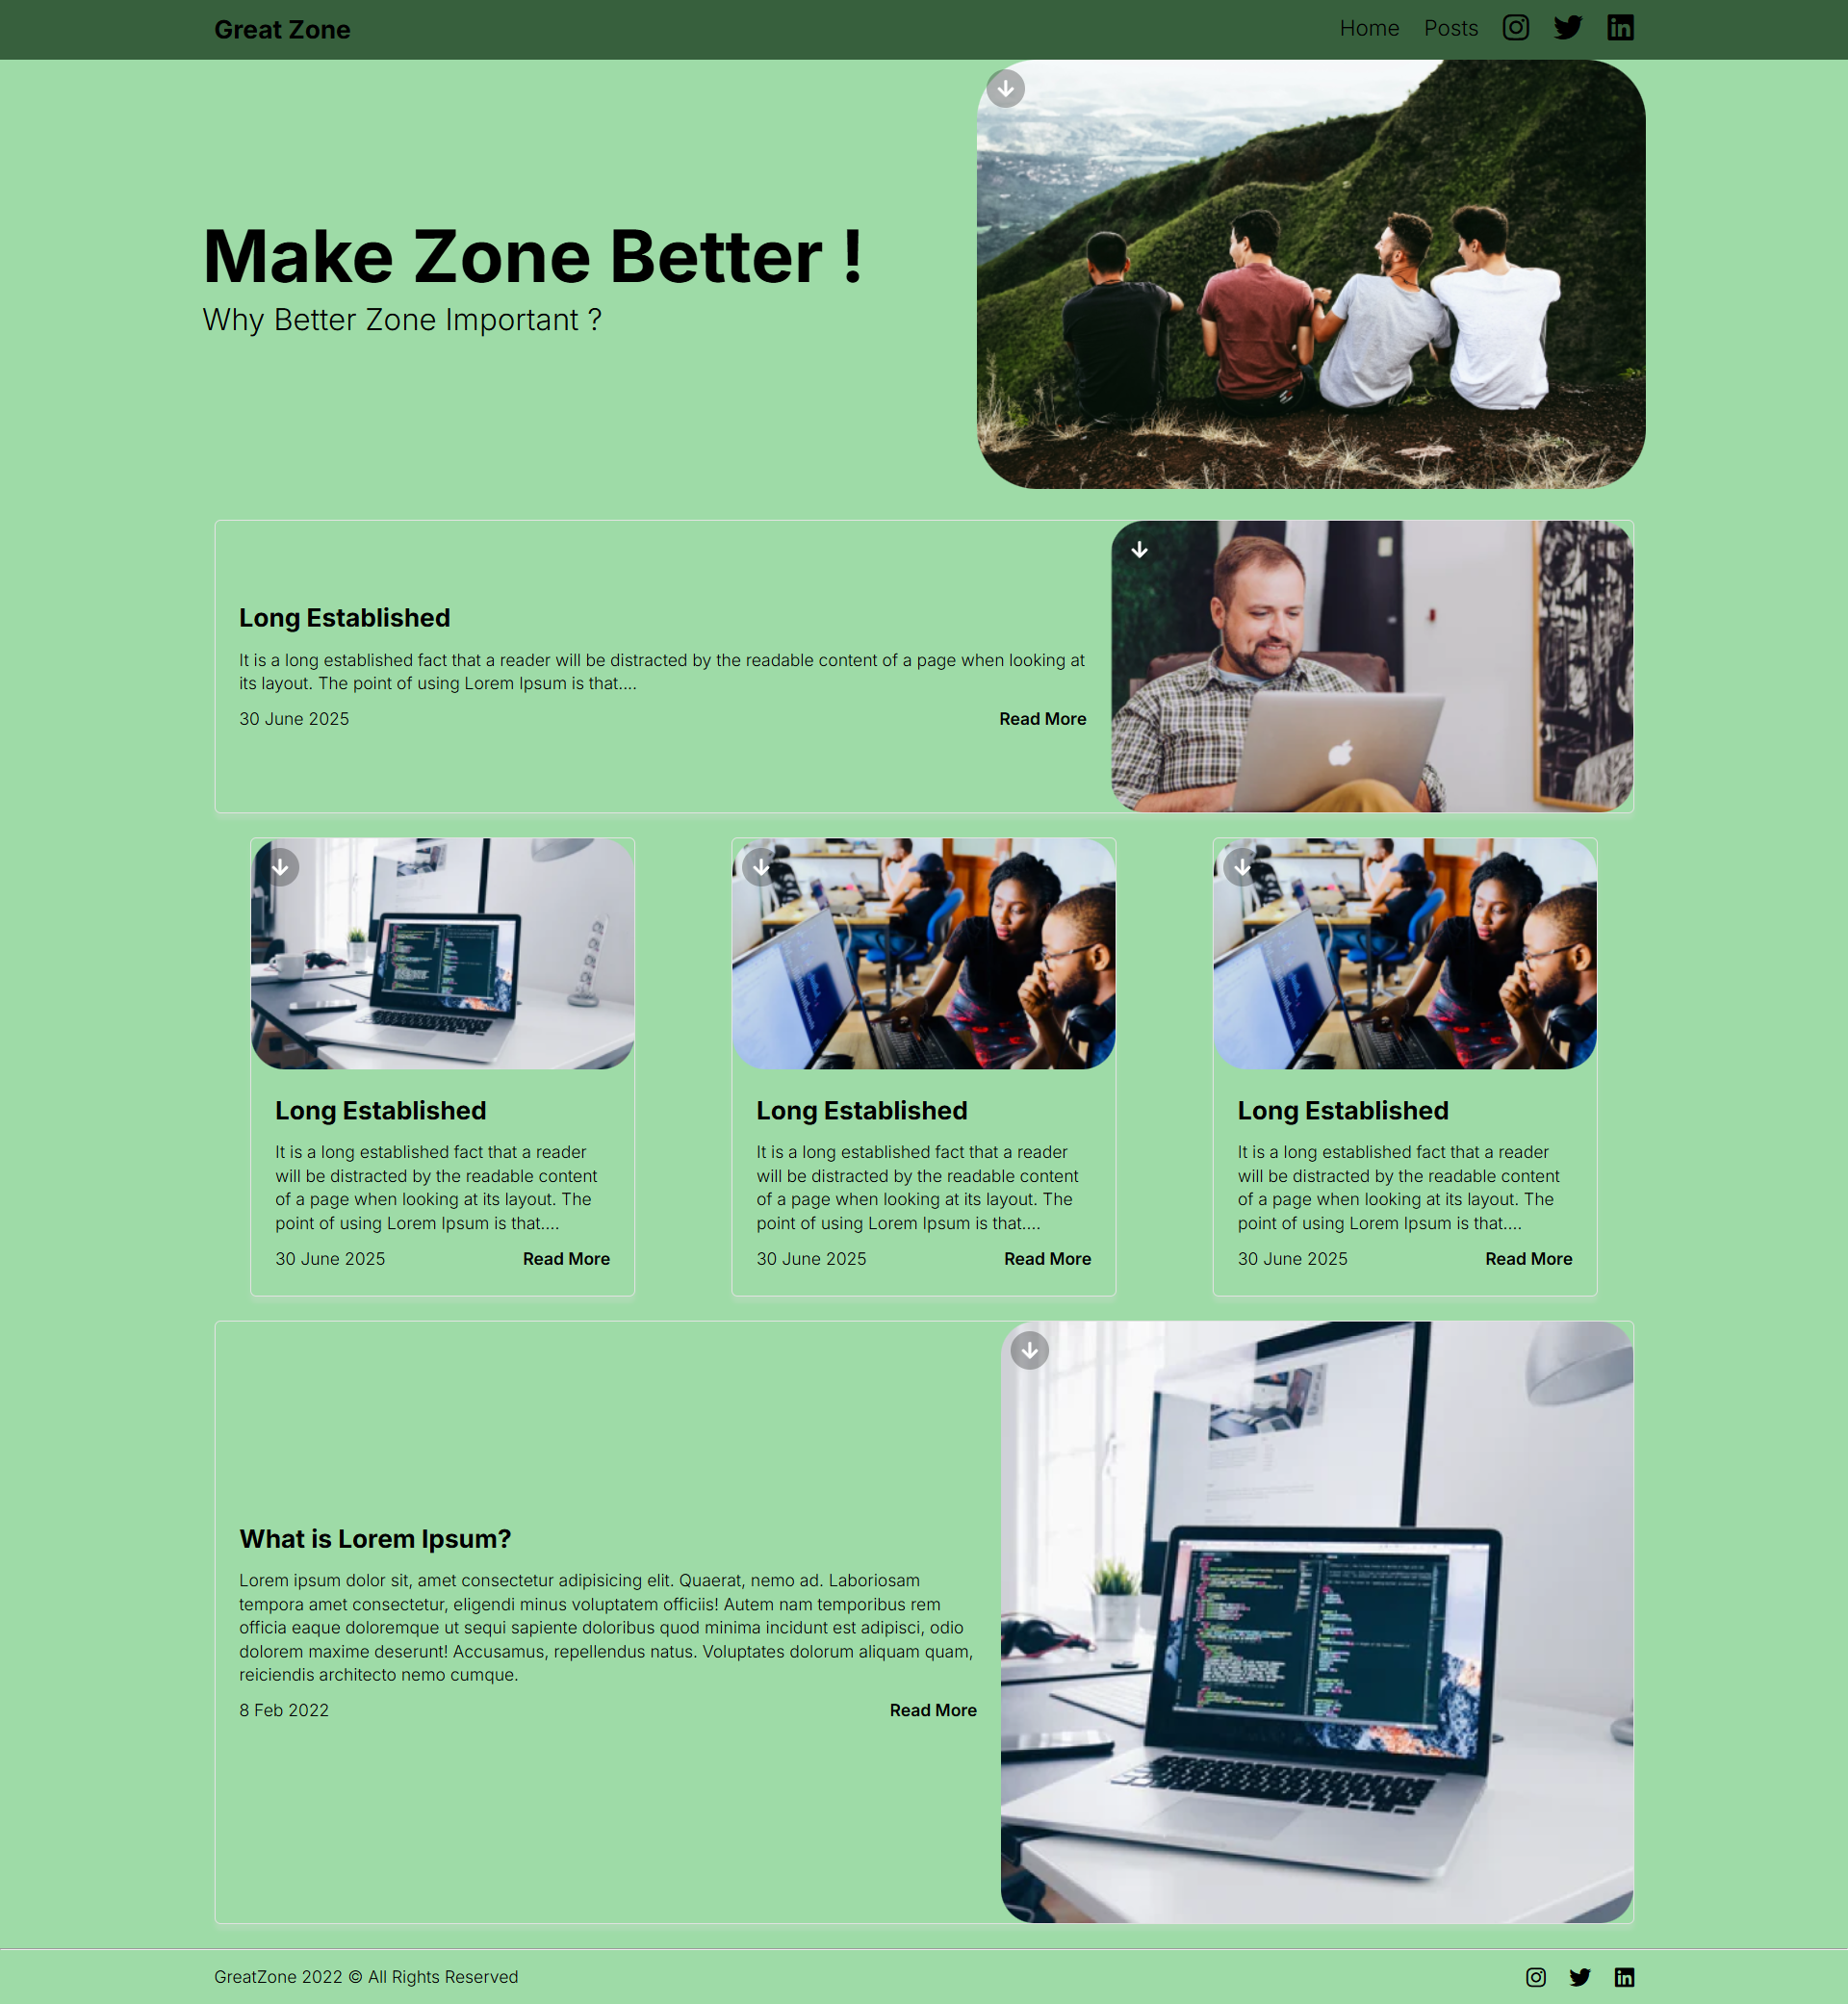 Great Zone
Home Posts
Make Zone Better !
Why Better Zone Important ?
Long Established
It is a long established fact that a reader will be distracted by the readable content of a page when looking at
its layout. The point of using Lorem Ipsum is that....
30 June 2025 Read More
Long Established
It is a long established fact that a reader
will be distracted by the readable content
of a page when looking at its layout. The
point of using Lorem Ipsum is that....
30 June 2025 Read More
Long Established
It is a long established fact that a reader
will be distracted by the readable content
of a page when looking at its layout. The
point of using Lorem Ipsum is that....
30 June 2025 Read More
Long Established
It is a long established fact that a reader
will be distracted by the readable content
of a page when looking at its layout. The
point of using Lorem Ipsum is that....
30 June 2025 Read More
What is Lorem Ipsum?
Lorem ipsum dolor sit, amet consectetur adipisicing elit. Quaerat, nemo ad. Laboriosam
tempora amet consectetur, eligendi minus voluptatem officiis! Autem nam temporibus rem
officia eaque doloremque ut sequi sapiente doloribus quod minima incidunt est adipisci, odio
dolorem maxime deserunt! Accusamus, repellendus natus. Voluptates dolorum aliquam quam,
reiciendis architecto nemo cumque.
8 Feb 2022 Read More
GreatZone 2022 © All Rights Reserved